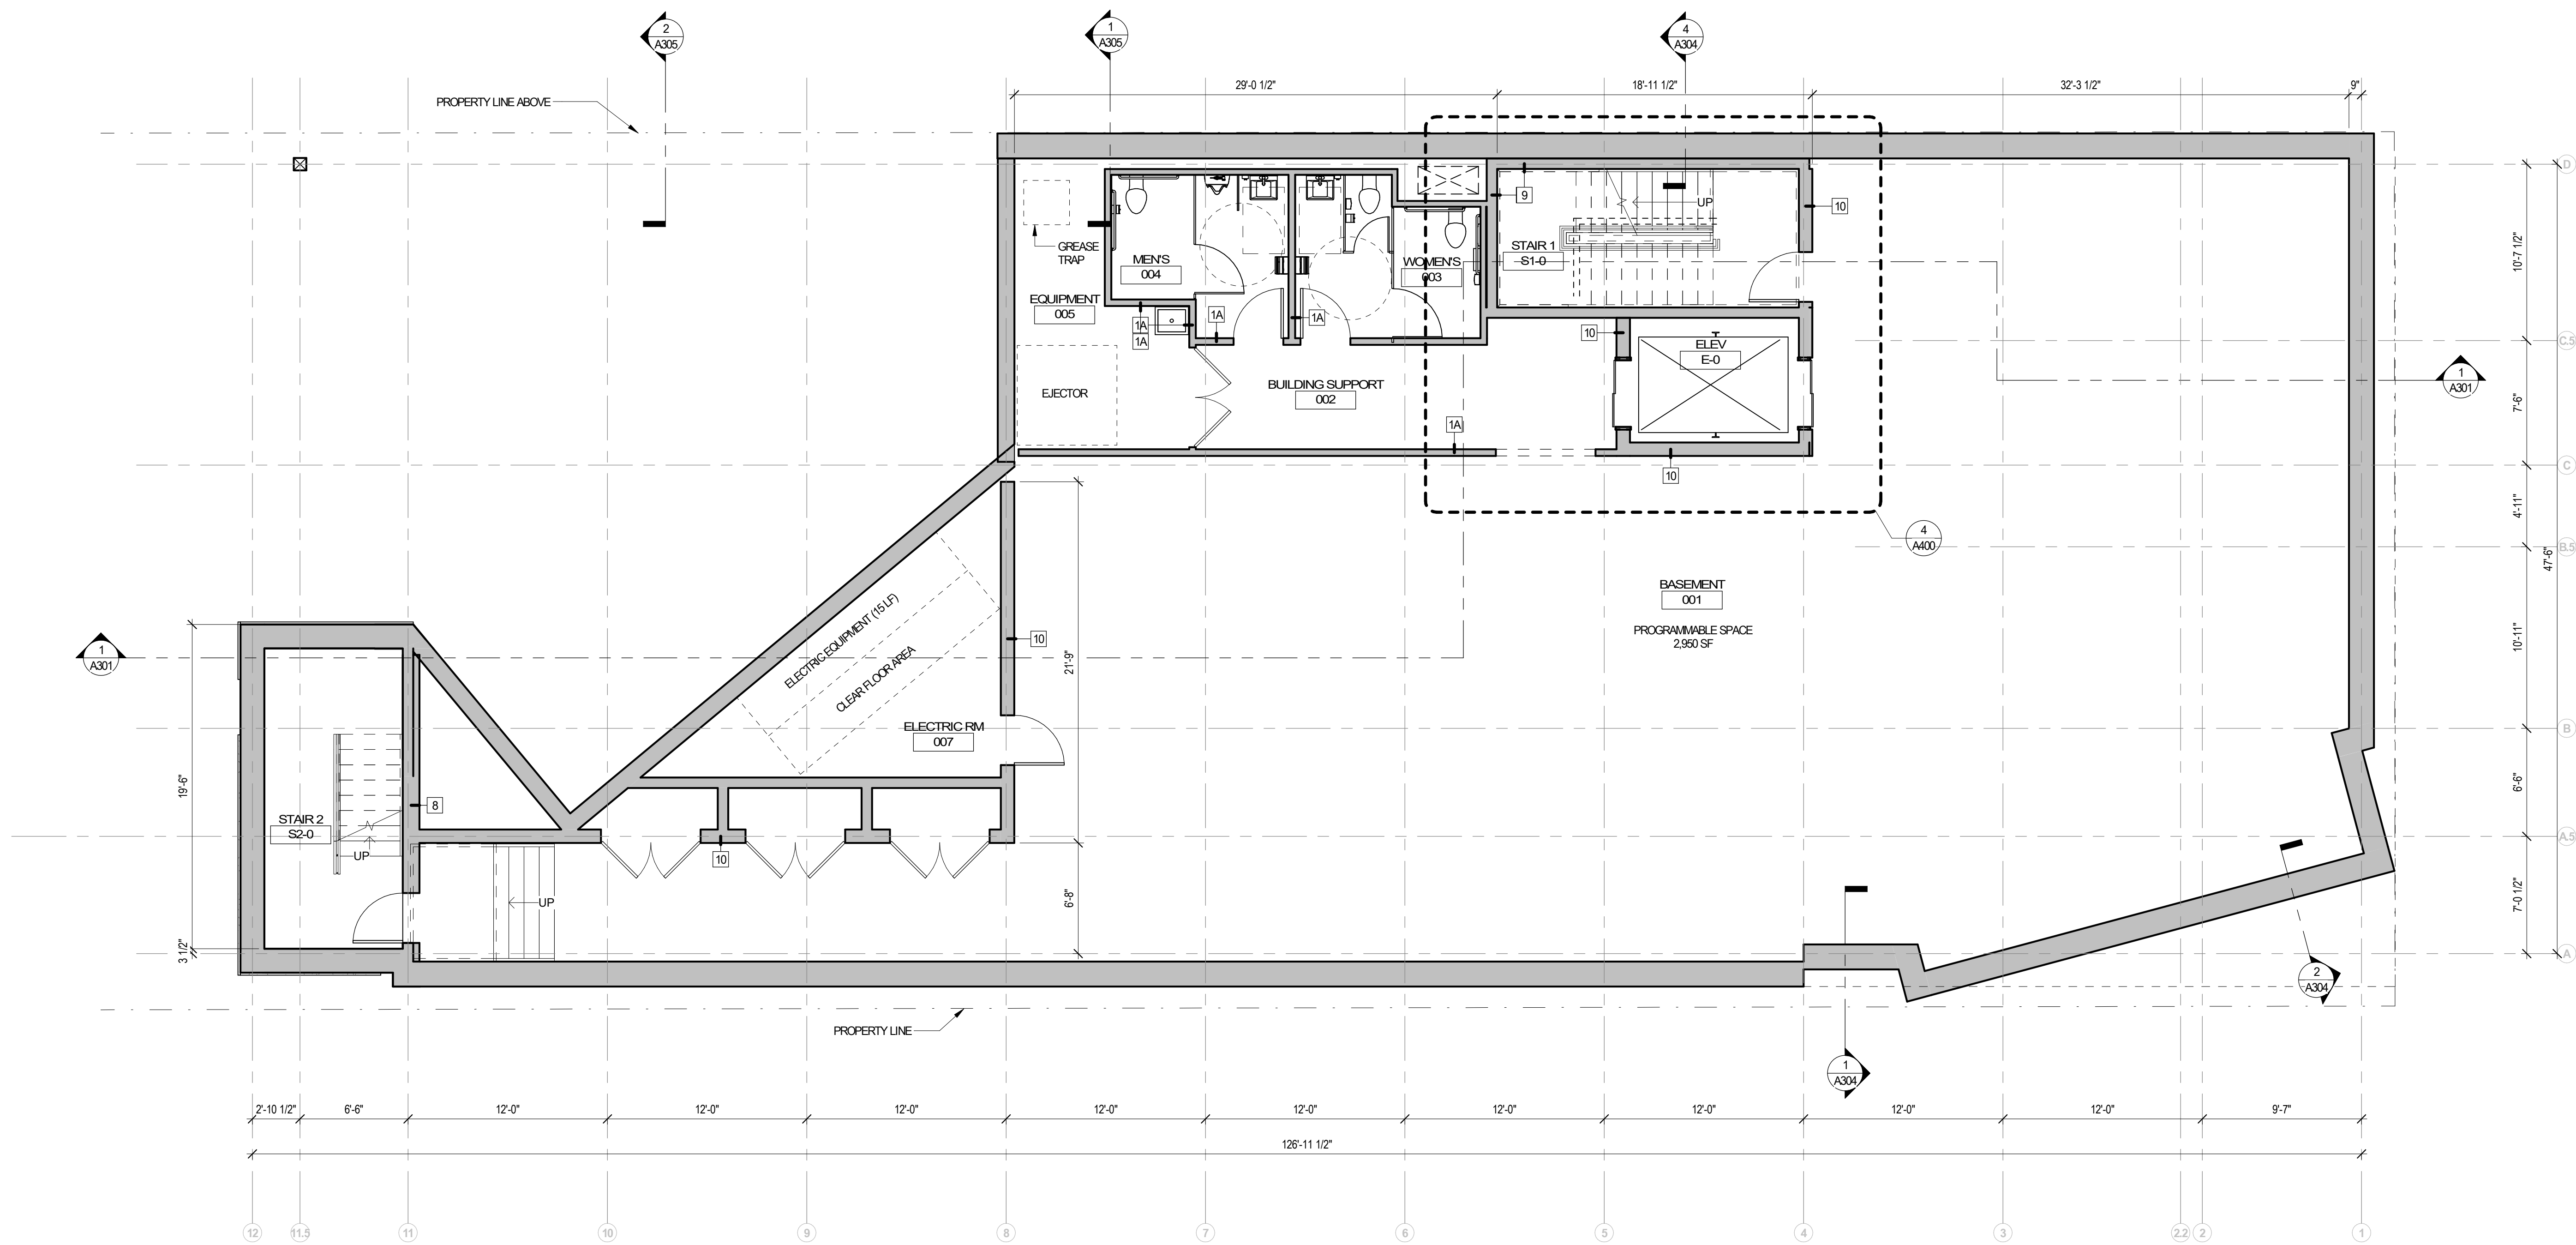 2
A305
1
A305
4
A304
PROPERTY LINE ABOVE
29'-0 1/2"
18'-11 1/2"
32'-3 1/2"
9"
D
9
UP
10
GREASE
TRAP
STAIR 1
S1-0
MEN'S
004
WOMEN'S
003
10'-7 1/2"
EQUIPMENT
005
1A
1A
1A
1A
10
ELEV
E-0
C.5
1
A301
EJECTOR
BUILDING SUPPORT
002
7'-6"
1A
10
C
4'-11"
4
A400
B.5
47'-6"
BASEMENT
001
PROGRAMMABLE SPACE
2,950 SF
ELECTRIC EQUIPMENT (15 LF)
CLEAR FLOOR AREA
10
21'-9"
10'-11"
1
A301
ELECTRIC RM
007
B
19'-6"
8
6'-6"
STAIR 2
S2-0
UP
10
A.5
UP
6'-8"
7'-0 1/2"
3 1/2"
A
2
A304
PROPERTY LINE
1
A304
2'-10 1/2"
6'-6"
12'-0"
12'-0"
12'-0"
12'-0"
12'-0"
12'-0"
12'-0"
12'-0"
12'-0"
9'-7"
126'-11 1/2"
12
11.5
11
10
9
8
7
6
5
4
3
2.2
2
1